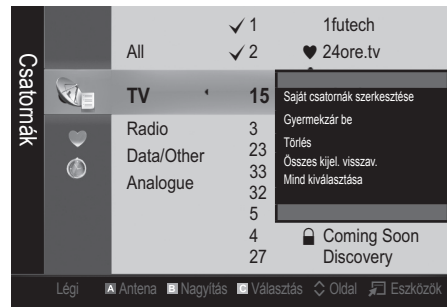 Csatornák
1 1futech
All 2 24ore.tv
TV 15
Saját csatornák szerkesztése
Gyermekzár be
Törlés
Összes kijel. visszav.
Mind kiválasztása
Radio 3
Data/Other 23
Analogue 33
32
5
4 Coming Soon
27 Discovery
Légi A Antena B Nagyítás C Választás Oldal Eszközök